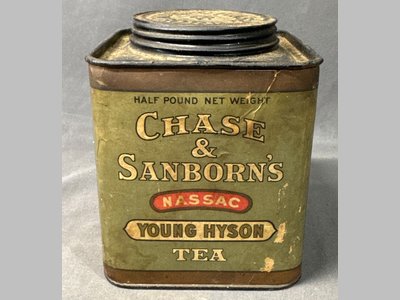 HALF POUND NET WEIGHT
CHASE
&
SANBORN'S
NASSAC
YOUNG HYSON
TEA